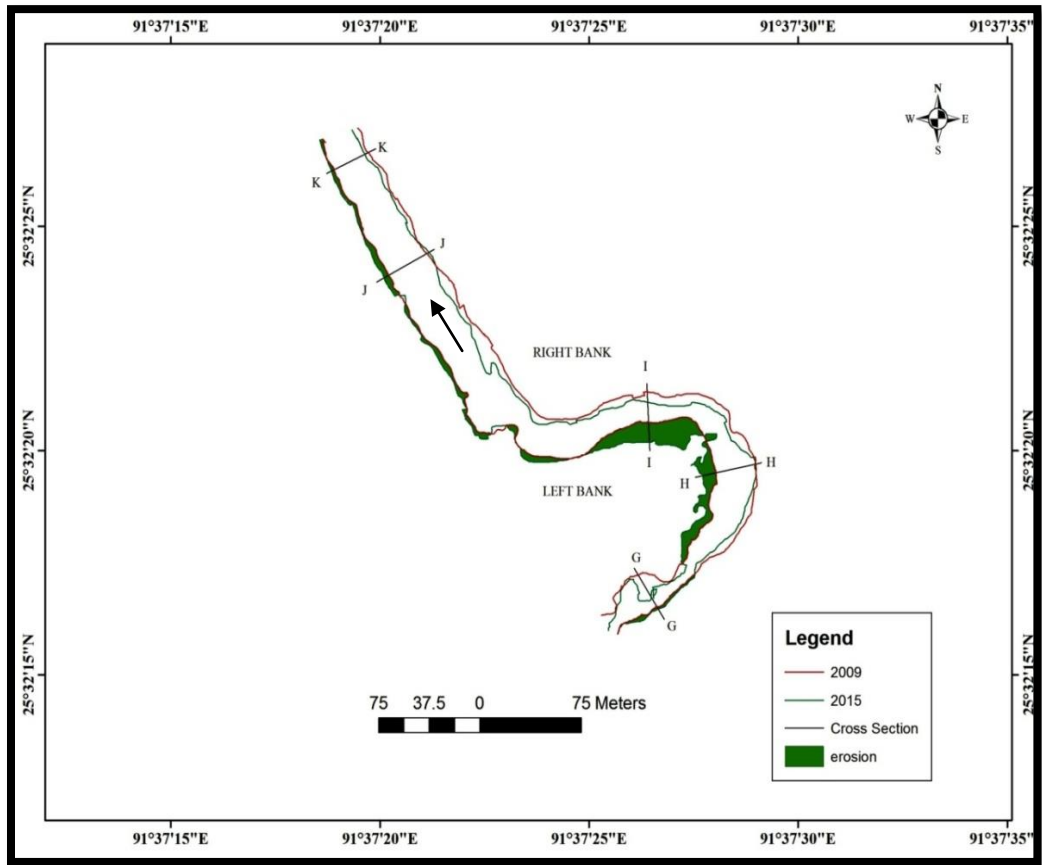 91°37'15"E 91°37'20"E 91°37'25"E 91°37'30"E 91°37'35"
N
W E
S
K
K
25°32'25"N 25°32'25"N
J
J
RIGHT BANK
I
25°32'20"N 25°32'20"N
I
H
H
LEFT BANK
G
G
25°32'15"N 25°32'15"N
Legend
2009
2015
Cross Section
erosion
75 37.5 0 75 Meters
91°37'15"E 91°37'20"E 91°37'25"E 91°37'30"E 91°37'35"